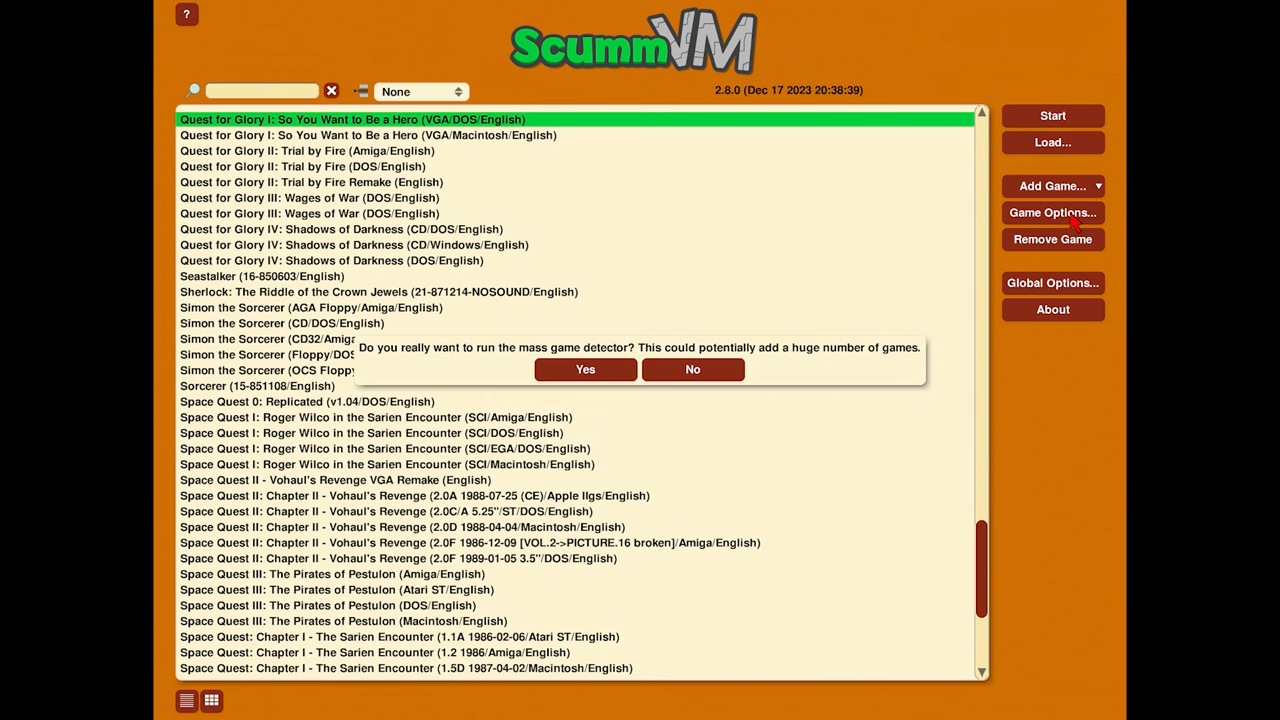 ?
ScummVM
None
2.8.0 (Dec 17 2023 20:38:39)
Quest for Glory I: So You Want to Be a Hero (VGA/DOS/English)
Quest for Glory I: So You Want to Be a Hero (VGA/Macintosh/English)
Quest for Glory II: Trial by Fire (Amiga/English)
Quest for Glory II: Trial by Fire (DOS/English)
Quest for Glory II: Trial by Fire Remake (English)
Quest for Glory III: Wages of War (DOS/English)
Quest for Glory III: Wages of War (DOS/English)
Quest for Glory IV: Shadows of Darkness (CD/DOS/English)
Quest for Glory IV: Shadows of Darkness (CD/Windows/English)
Quest for Glory IV: Shadows of Darkness (DOS/English)
Seastalker (16-850603/English)
Sherlock: The Riddle of the Crown Jewels (21-871214-NOSOUND/English)
Simon the Sorcerer (AGA Floppy/Amiga/English)
Simon the Sorcerer (CD/DOS/English)
Simon the Sorcerer (CD32/Amiga
Simon the Sorcerer (Floppy/DOS
Simon the Sorcerer (OCS Floppy
Sorcerer (15-851108/English)
Space Quest 0: Replicated (v1.04/DOS/English)
Space Quest I: Roger Wilco in the Sarien Encounter (SCI/Amiga/English)
Space Quest I: Roger Wilco in the Sarien Encounter (SCI/DOS/English)
Space Quest I: Roger Wilco in the Sarien Encounter (SCI/EGA/DOS/English)
Space Quest I: Roger Wilco in the Sarien Encounter (SCI/Macintosh/English)
Space Quest II - Vohaul's Revenge VGA Remake (English)
Space Quest II: Chapter II - Vohaul's Revenge (2.0A 1988-07-25 (CE)/Apple IIgs/English)
Space Quest II: Chapter II - Vohaul's Revenge (2.0C/A 5.25"/ST/DOS/English)
Space Quest II: Chapter II - Vohaul's Revenge (2.0D 1988-04-04/Macintosh/English)
Space Quest II: Chapter II - Vohaul's Revenge (2.0F 1986-12-09 [VOL.2->PICTURE.16 broken]/Amiga/English)
Space Quest II: Chapter II - Vohaul's Revenge (2.0F 1989-01-05 3.5"/DOS/English)
Space Quest III: The Pirates of Pestulon (Amiga/English)
Space Quest III: The Pirates of Pestulon (Atari ST/English)
Space Quest III: The Pirates of Pestulon (DOS/English)
Space Quest III: The Pirates of Pestulon (Macintosh/English)
Space Quest: Chapter I - The Sarien Encounter (1.1A 1986-02-06/Atari ST/English)
Space Quest: Chapter I - The Sarien Encounter (1.2 1986/Amiga/English)
Space Quest: Chapter I - The Sarien Encounter (1.5D 1987-04-02/Macintosh/English)
Do you really want to run the mass game detector? This could potentially add a huge number of games.
Yes
No
Start
Load...
Add Game...
Game Options...
Remove Game
Global Options...
About